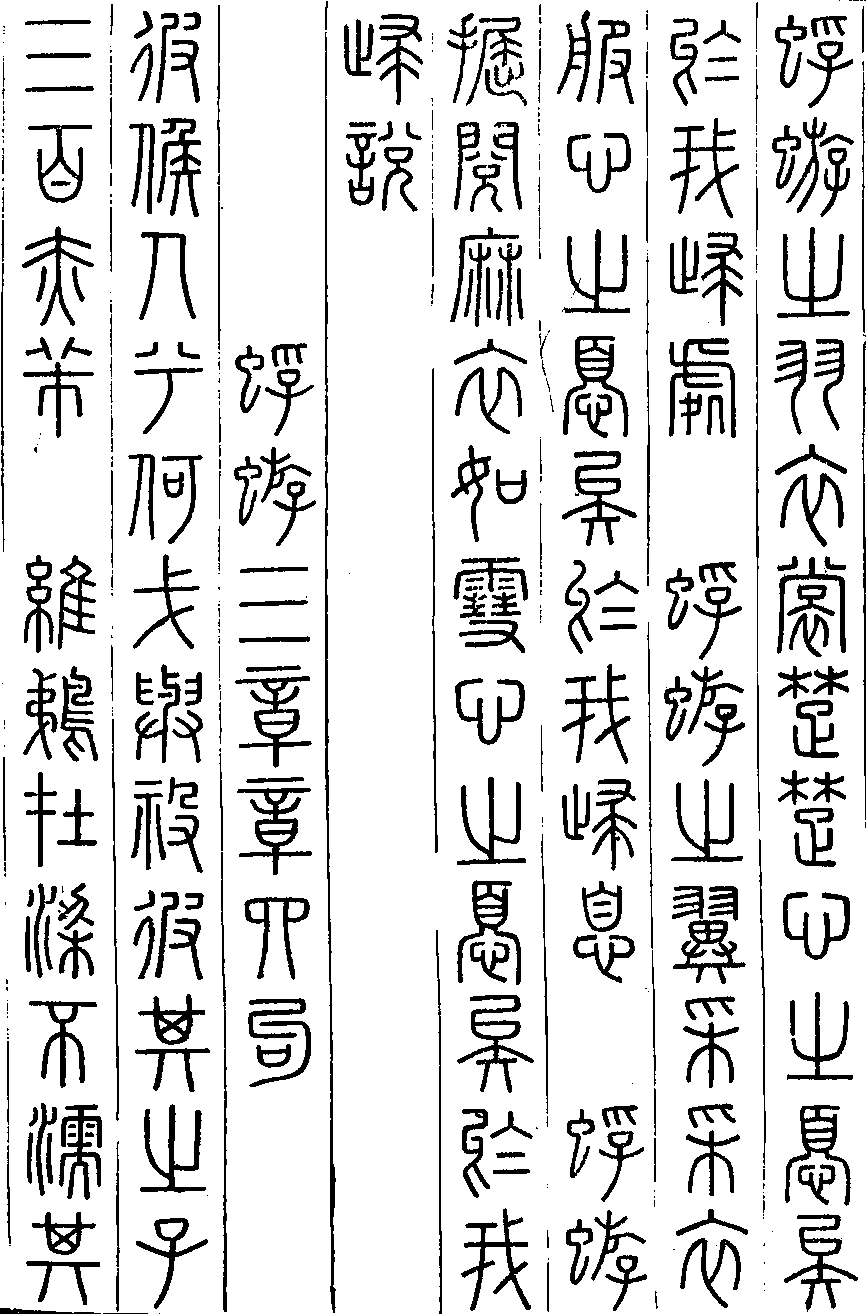 蜉蝣之羽衣裳楚楚心之憂矣
於我歸處　蜉蝣之翼采采衣
服心之憂矣於我歸息　蜉蝣
掘閱麻衣如雪心之憂矣於我
歸說
蜉蝣三章章四句
彼候人兮何戈與祋彼其之子
三百赤芾　維鵜在梁不濡其